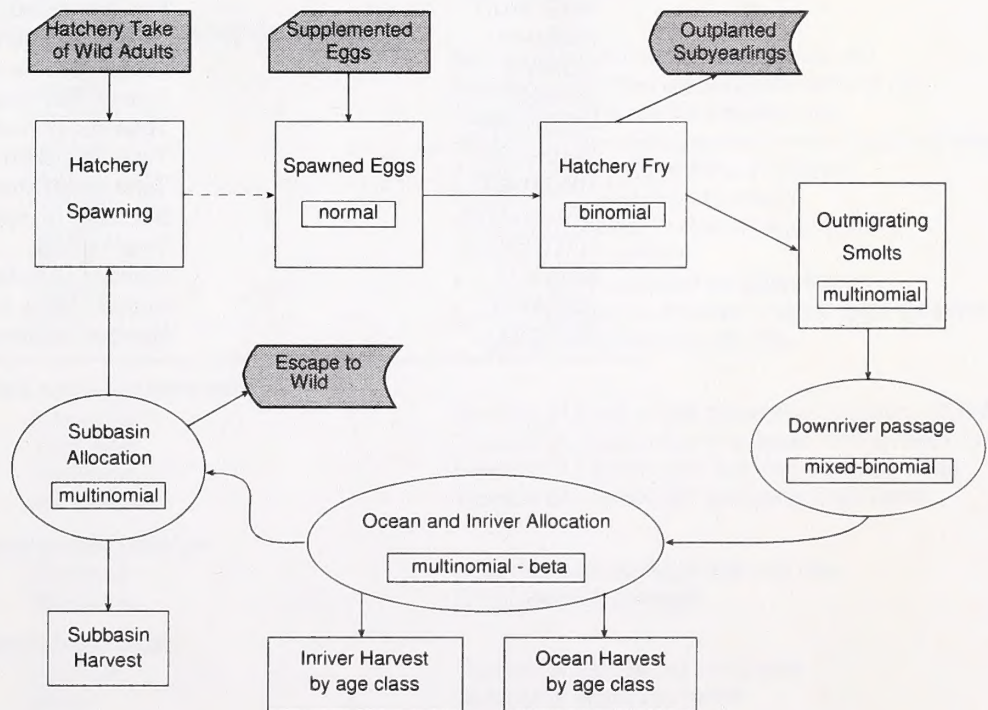 Hatchery Take
of Wild Adults
Supplemented
Eggs
Outplanted
Subyearlings
Hatchery
Spawning
Spawned Eggs
normal
Hatchery Fry
binomial
Outmigrating
Smolts
multinomial
Escape to
Wild
Subbasin
Allocation
multinomial
Downriver passage
mixed-binomial
Ocean and Inriver Allocation
multinomial - beta
Subbasin
Harvest
Inriver Harvest
by age class
Ocean Harvest
by age class